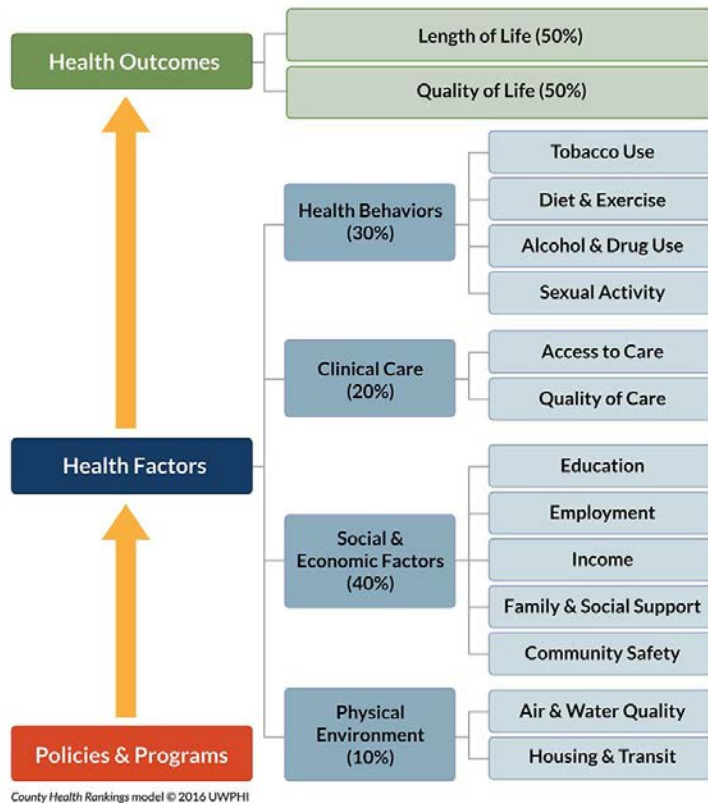 Health Outcomes
Length of Life (50%)
Quality of Life (50%)
Health Behaviors
(30%)
Tobacco Use
Diet & Exercise
Alcohol & Drug Use
Sexual Activity
Clinical Care
(20%)
Access to Care
Quality of Care
Health Factors
Social &
Economic Factors
(40%)
Education
Employment
Income
Family & Social Support
Community Safety
Physical
Environment
(10%)
Air & Water Quality
Housing & Transit
Policies & Programs
County Health Rankings model © 2016 UWPHI